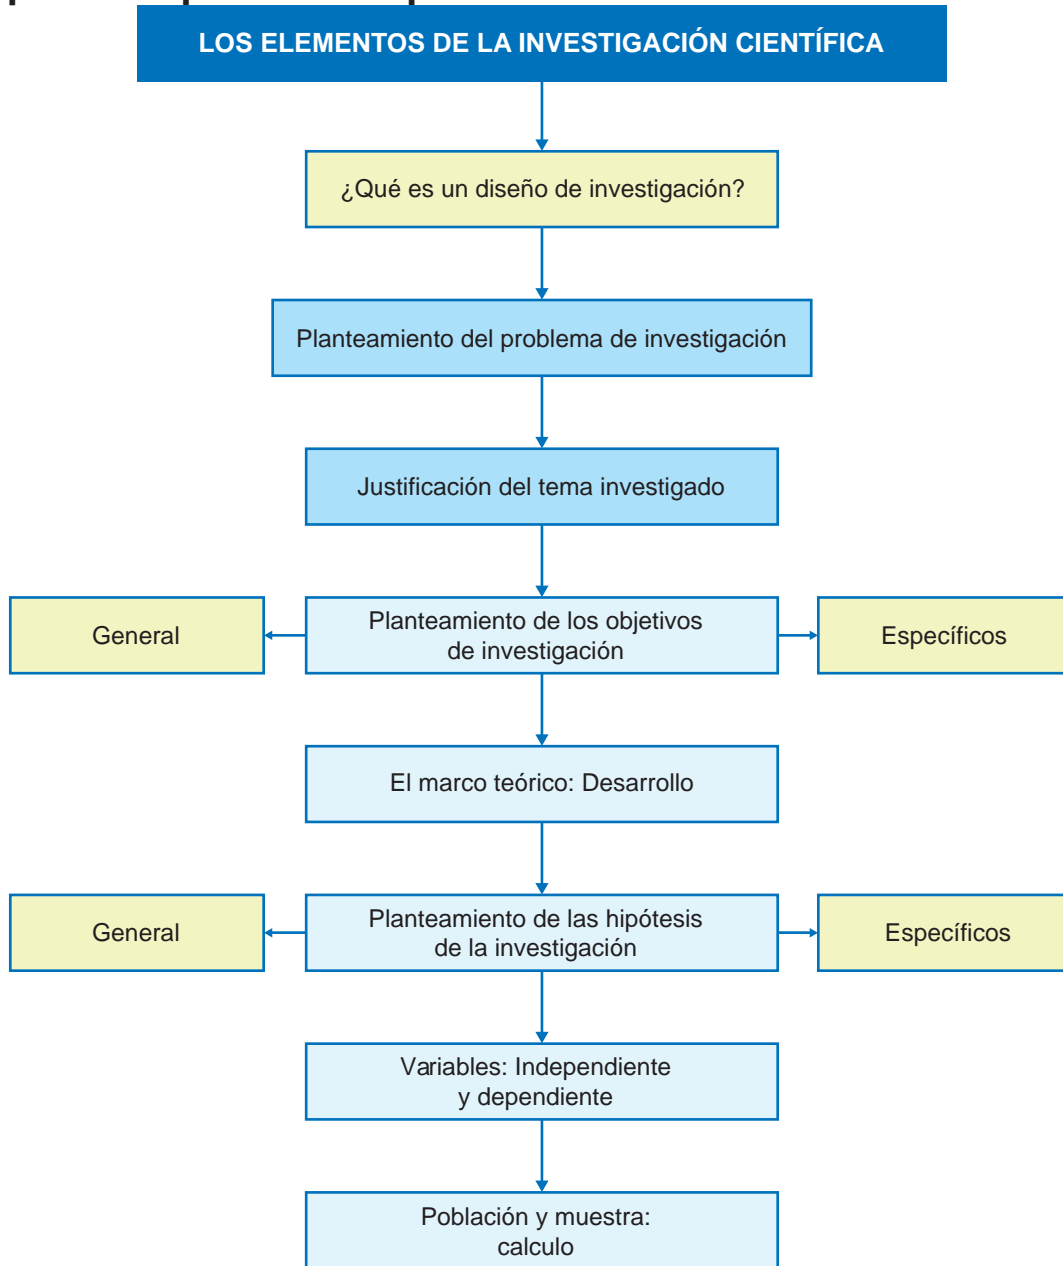 LOS ELEMENTOS DE LA INVESTIGACIÓN CIENTÍFICA
¿Qué es un diseño de investigación?
Planteamiento del problema de investigación
Justificación del tema investigado
General
Planteamiento de los objetivos
de investigación
Específicos
El marco teórico: Desarrollo
General
Planteamiento de las hipótesis
de la investigación
Específicos
Variables: Independiente
y dependiente
Población y muestra:
calculo